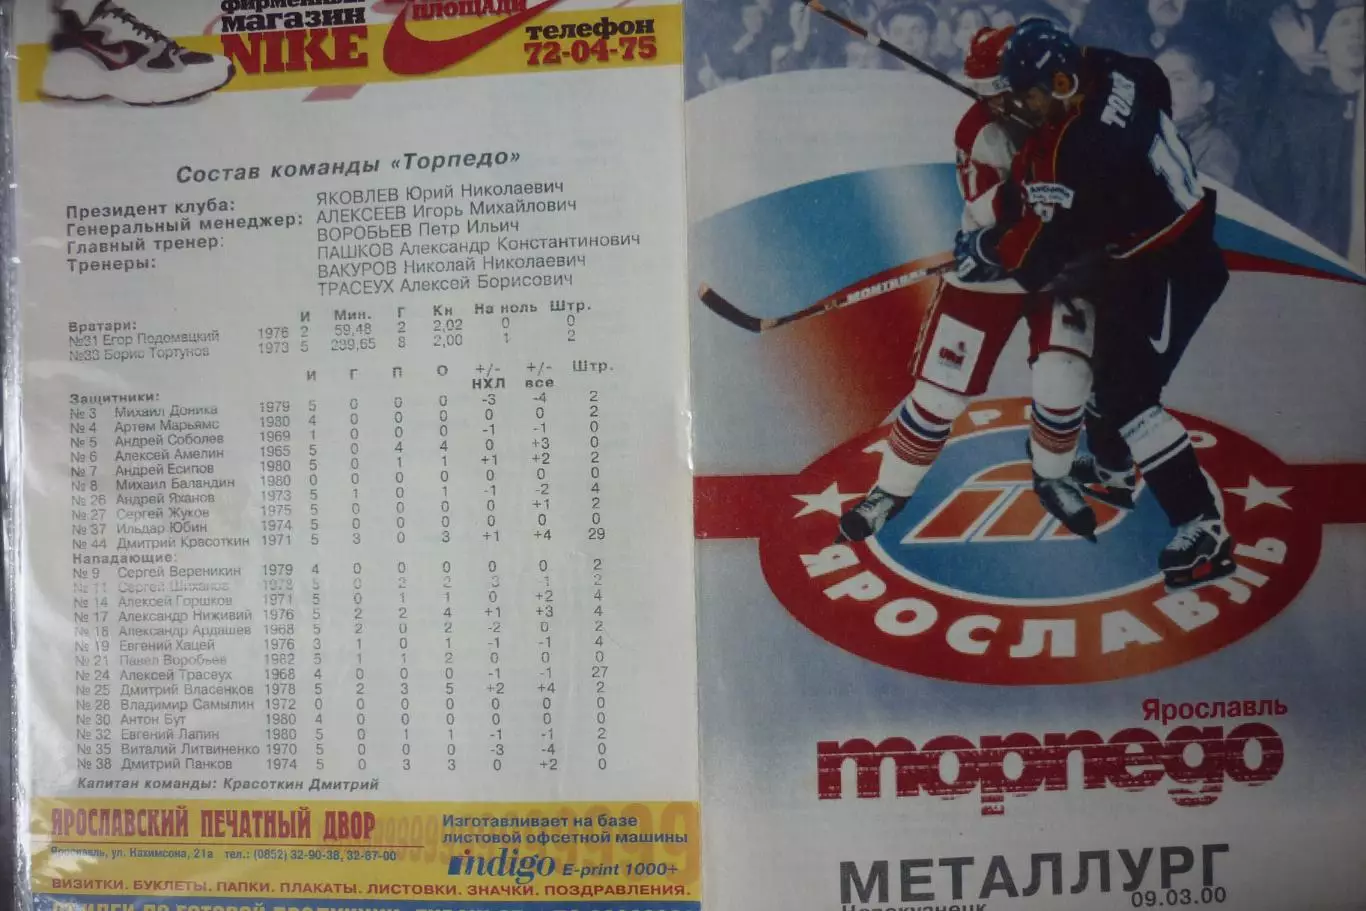 фирменный
магазин
NIKE
ПЛОЩАДИ
телефон
72-04-75
Состав команды «Торпедо»
Президент клуба: ЯКОВЛЕВ Юрий Николаевич
Генеральный менеджер: АЛЕКСЕЕВ Игорь Михайлович
Главный тренер: ВОРОБЬЕВ Петр Ильич
Тренеры: ПАШКОВ Александр Константинович
ВАКУРОВ Николай Николаевич
ТРАСЕУХ Алексей Борисович
И Мин. Г Кн На ноль Штр.
Вратари:
№31 Егор Подомацкий 1976 2 59,48 2 2,02 0 0
№33 Борис Тортунов 1973 5 239,65 8 2,00 1 2
И Г П О +/- НХЛ +/- все Штр.
Защитники:
№ 3 Михаил Доника 1979 5 0 0 0 -3 -4 2
№ 4 Артем Марьямс 1980 4 0 0 0 0 0 2
№ 5 Андрей Соболев 1969 1 0 0 0 -1 -1 0
№ 6 Алексей Амелин 1965 5 0 4 4 0 +3 0
№ 7 Андрей Есипов 1980 5 0 1 1 +1 +2 2
№ 8 Михаил Баландин 1980 0 0 0 0 0 0 0
№ 26 Андрей Яханов 1973 5 1 0 1 -1 -2 4
№ 27 Сергей Жуков 1975 5 0 0 0 0 +1 2
№ 37 Ильдар Юбин 1974 5 0 0 0 0 0 0
№ 44 Дмитрий Красоткин 1971 5 3 0 3 +1 +4 29
Нападающие:
№ 9 Сергей Вереникин 1979 4 0 0 0 0 0 2
№ 11 Сергей 1978 5 0 2 2 3 -1 2
№ 14 Алексей Горшков 1971 5 0 1 1 0 +2 4
№ 17 Александр Ниживий 1976 5 2 2 4 +1 +3 4
№ 18 Александр Ардашев 1968 5 2 0 2 -2 0 2
№ 19 Евгений Хацей 1976 3 1 0 1 -1 -1 4
№ 21 Павел Воробьев 1982 5 1 1 2 0 0 0
№ 24 Алексей Трасеух 1968 4 0 0 0 -1 -1 27
№ 25 Дмитрий Власенков 1978 5 2 3 5 +2 +4 2
№ 28 Владимир Самылин 1972 0 0 0 0 0 0 0
№ 30 Антон Бут 1980 4 0 0 0 0 0 0
№ 32 Евгений Лапин 1980 5 0 1 1 -1 -1 2
№ 35 Виталий Литвиненко 1970 5 0 0 0 -3 -4 0
№ 38 Дмитрий Панков 1974 5 0 3 3 0 +2 0
Капитан команды: Красоткин Дмитрий
ЯРОСЛАВСКИЙ ПЕЧАТНЫЙ ДВОР
Ярославль, ул. Нахимсона, 21а тел.: (0852) 32-90-38, 32-67-00
Изготавливает на базе
листовой офсетной машины
indigo E-print 1000+
ВИЗИТКИ. БУКЛЕТЫ. ПАПКИ. ПЛАКАТЫ. ЛИСТОВКИ. ЗНАЧКИ. ПОЗДРАВЛЕНИЯ.
MONTREAL
ЯРОСЛАВЛЬ
Ярославль
торпедо
МЕТАЛЛУРГ
Новокузнецк 09.03.00